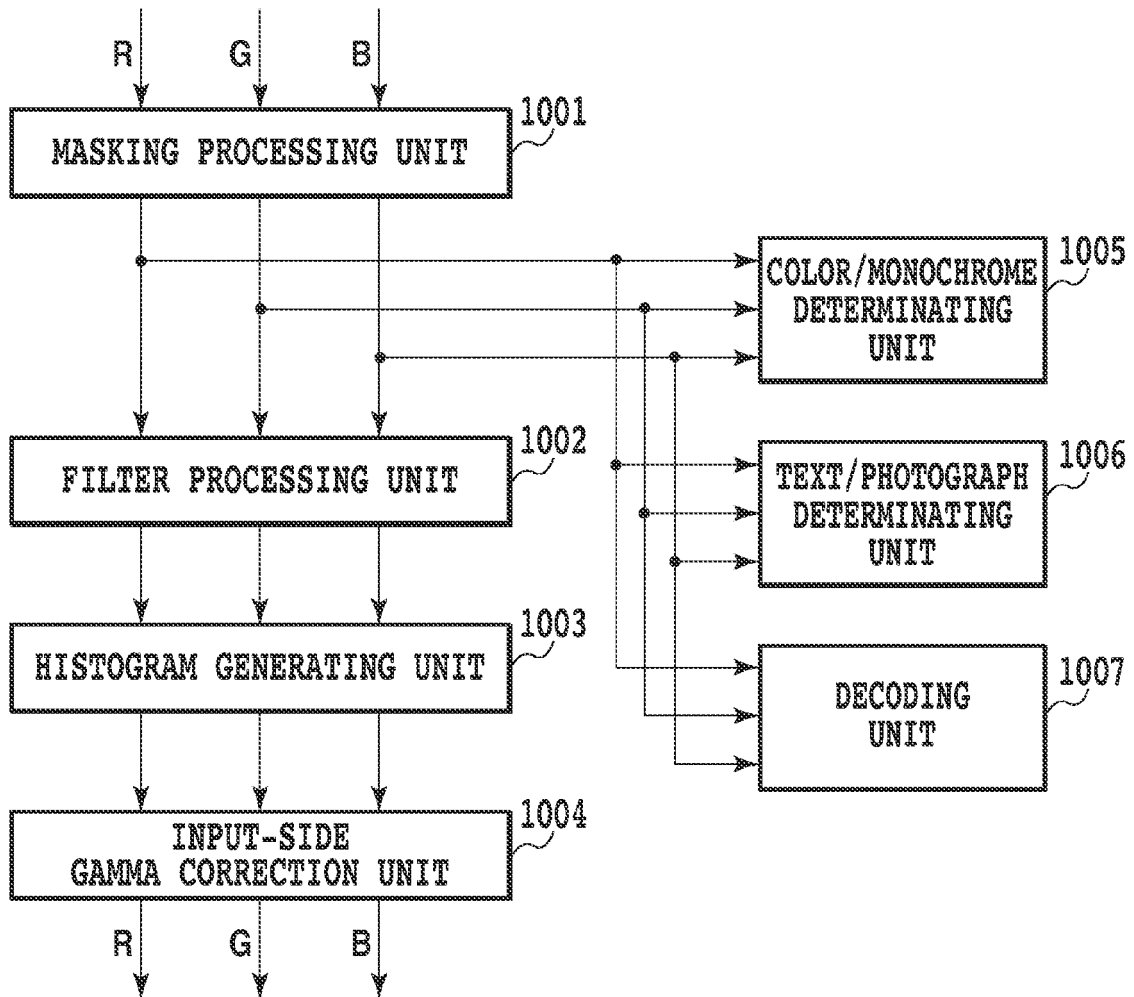 R G B
1001
MASKING PROCESSING UNIT
1005
COLOR/MONOCHROME
DETERMINATING
UNIT
1002
FILTER PROCESSING UNIT
1006
TEXT/PHOTOGRAPH
DETERMINATING
UNIT
1003
HISTOGRAM GENERATING UNIT
1007
DECODING
UNIT
1004
INPUT-SIDE
GAMMA CORRECTION UNIT
R G B